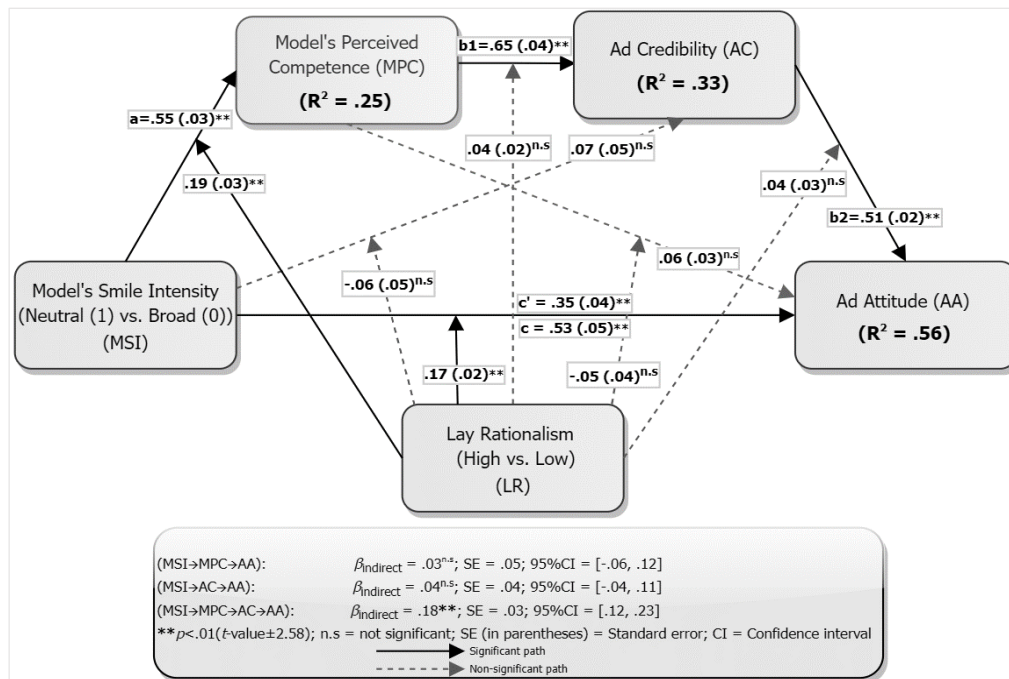 Model's Perceived
Competence (MPC)
(R² = .25)
b1=.65 (.04)**
Ad Credibility (AC)
(R² = .33)
a=.55 (.03)**
.04 (.02)n.s
.07 (.05)n.s
.19 (.03)**
.04 (.03)n.s
b2=.51 (.02)**
Model's Smile Intensity
(Neutral (1) vs. Broad (0))
(MSI)
-.06 (.05)n.s
.06 (.03)n.s
c' = .35 (.04)**
c = .53 (.05)**
Ad Attitude (AA)
(R² = .56)
.17 (.02)**
-.05 (.04)n.s
Lay Rationalism
(High vs. Low)
(LR)
(MSI→MPC→AA): βindirect = .03n.s; SE = .05; 95%CI = [-.06, .12]
(MSI→AC→AA): βindirect = .04n.s; SE = .04; 95%CI = [-.04, .11]
(MSI→MPC→AC→AA): βindirect = .18**; SE = .03; 95%CI = [.12, .23]
**p<.01(t-value±2.58); n.s = not significant; SE (in parentheses) = Standard error; CI = Confidence interval
Significant path
Non-significant path